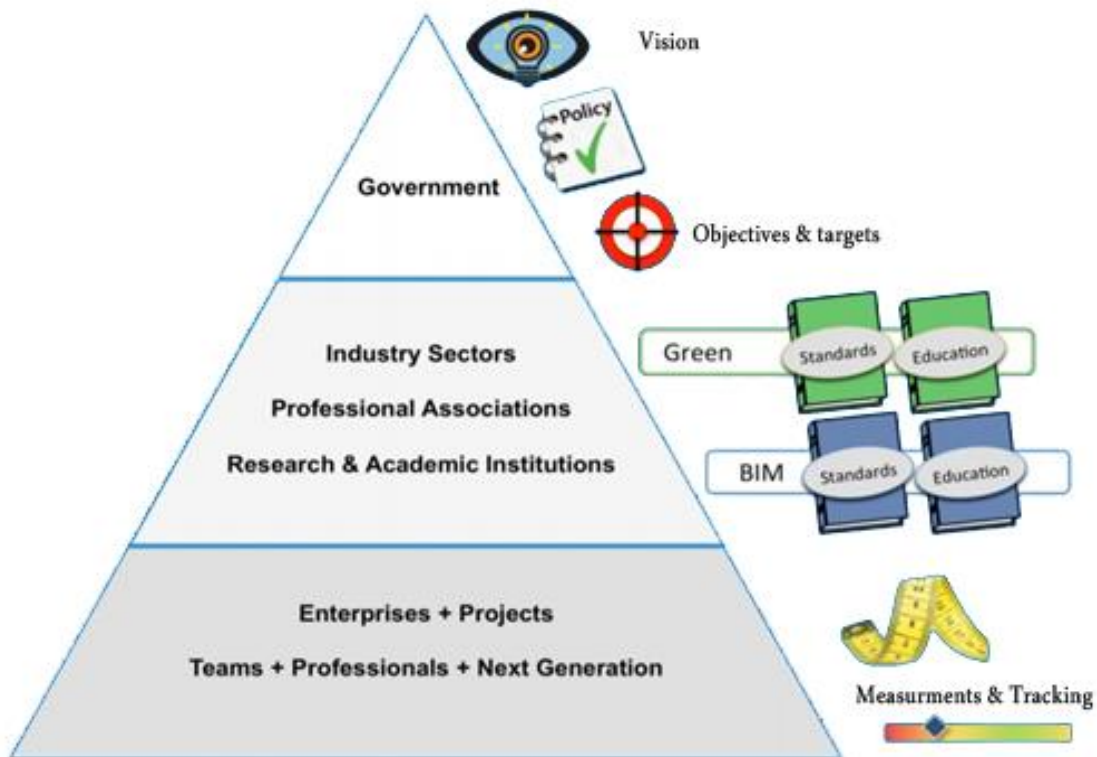 Vision
Policy
Government
Objectives & targets
Industry Sectors
Professional Associations
Research & Academic Institutions
Green
Standards
Education
BIM
Standards
Education
Enterprises + Projects
Teams + Professionals + Next Generation
Measurments & Tracking